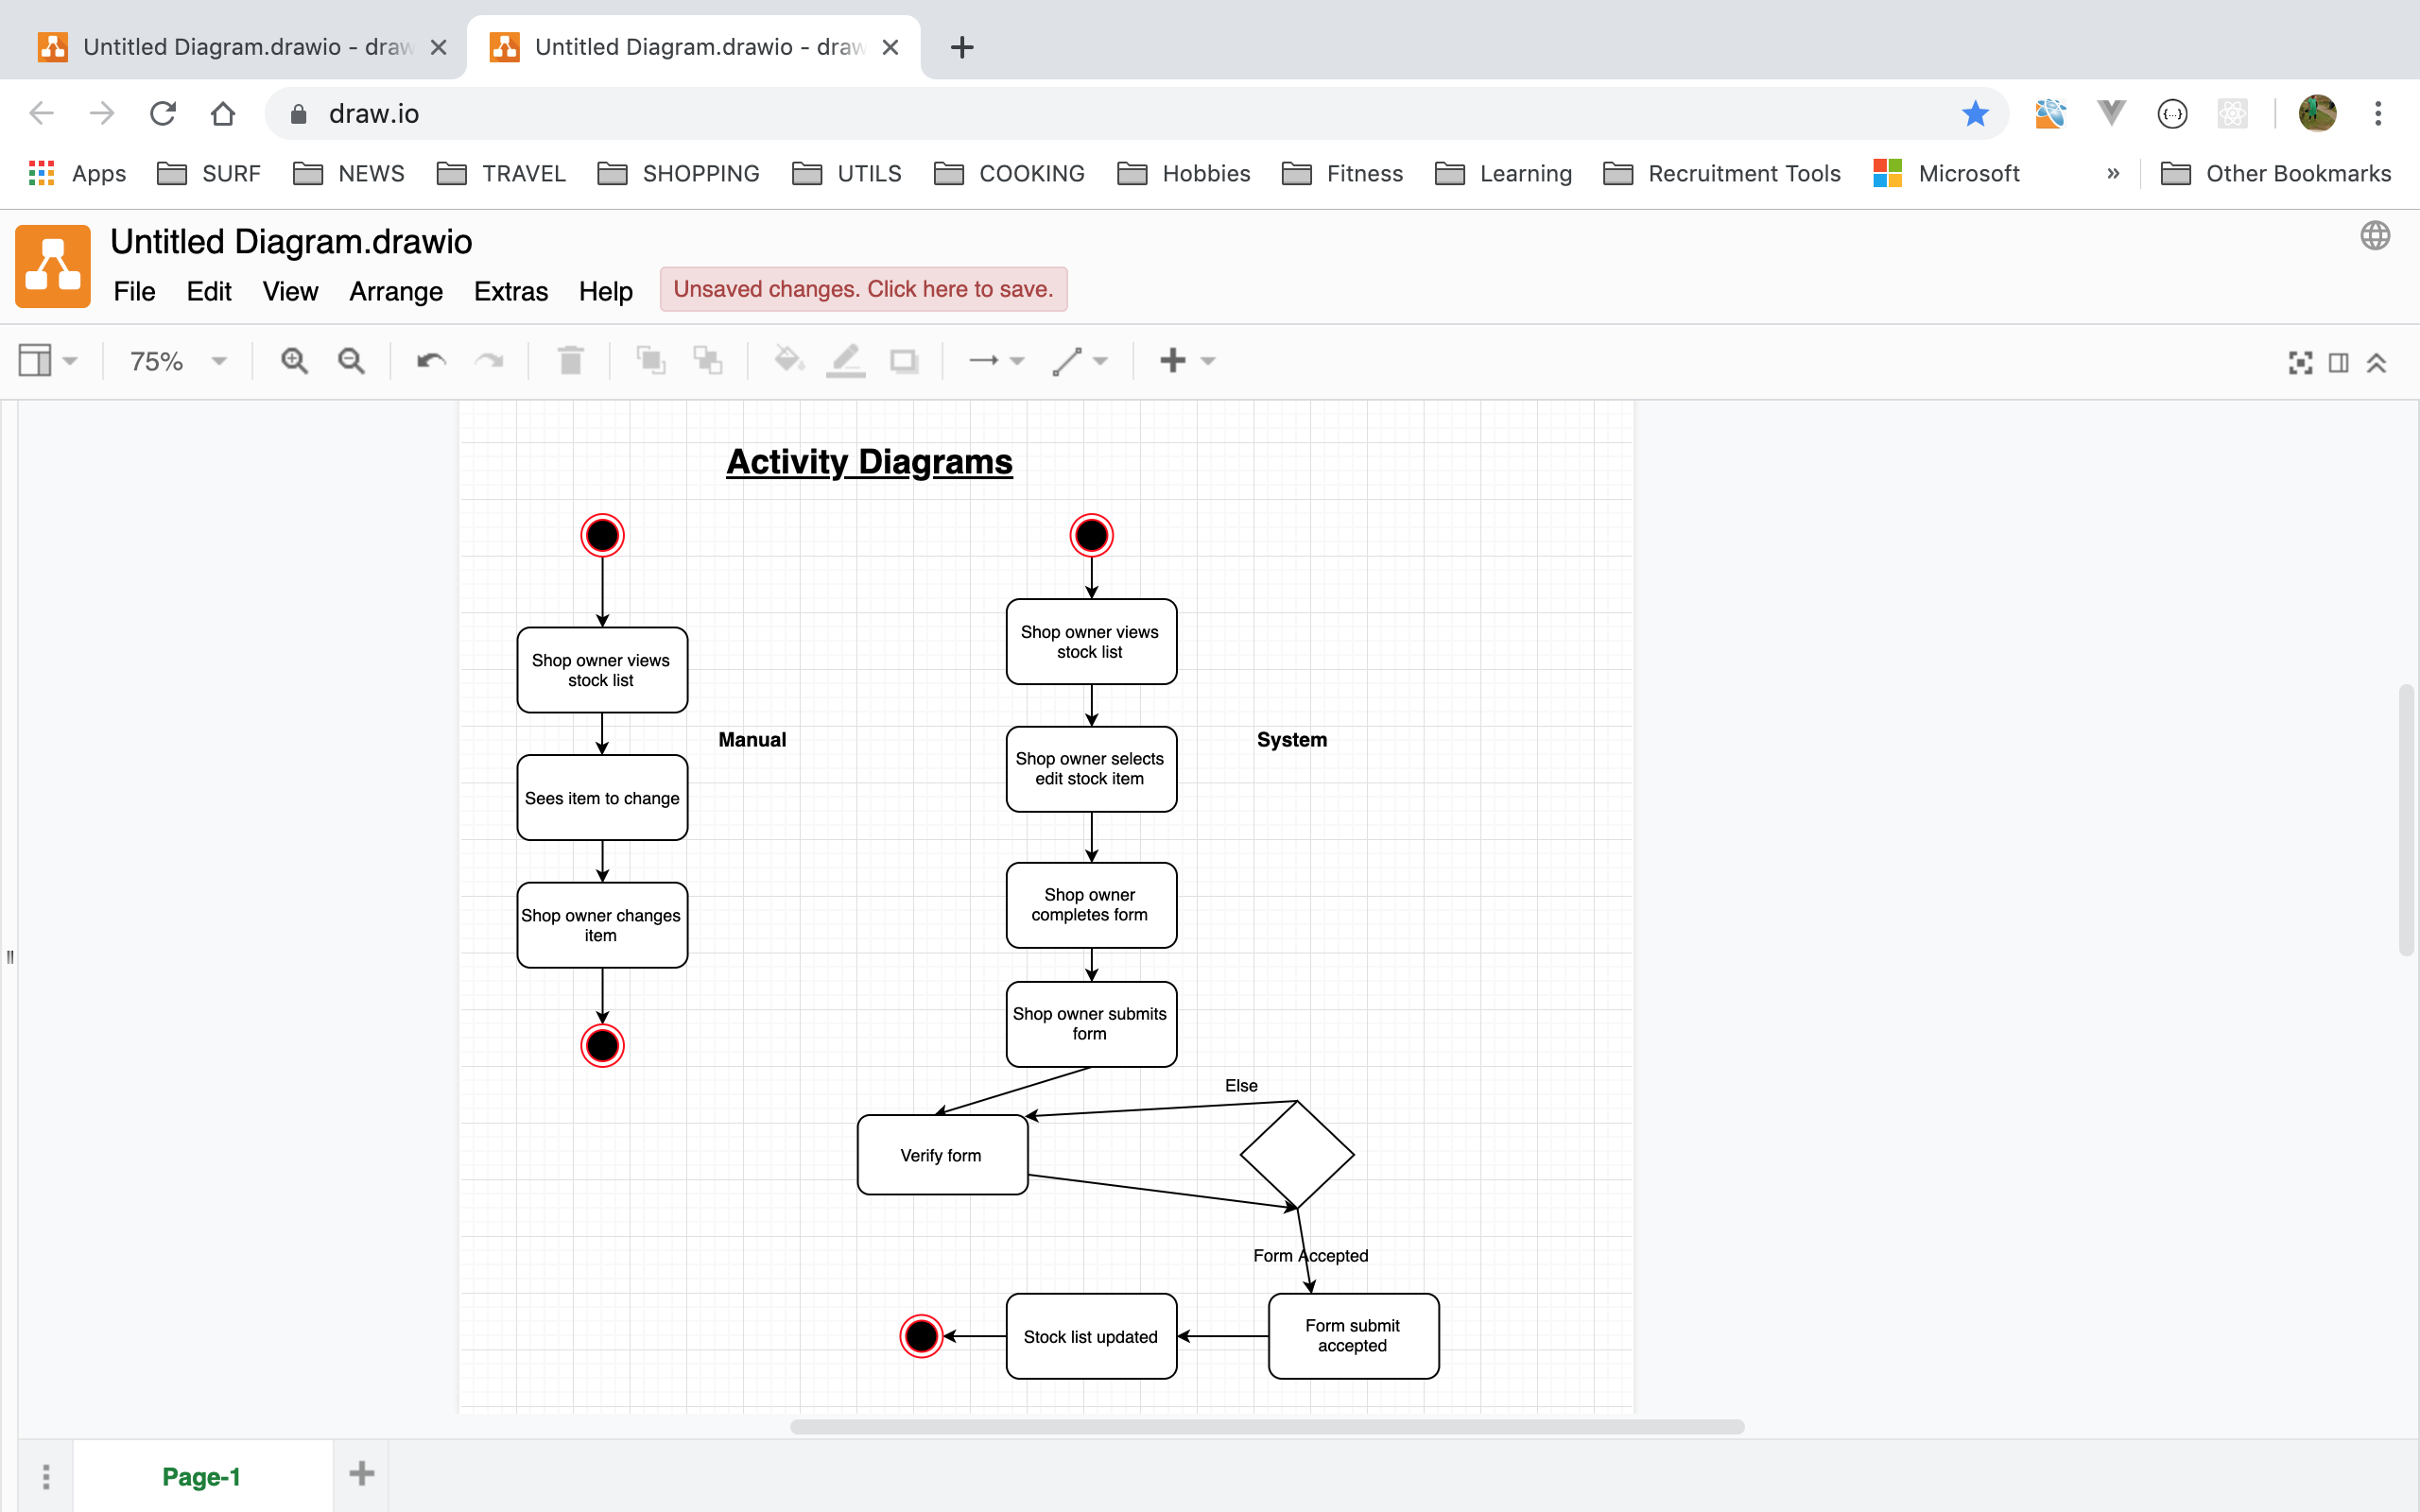 Untitled Diagram.drawio - draw
Untitled Diagram.drawio - draw
draw.io
Apps SURF NEWS TRAVEL SHOPPING UTILS COOKING Hobbies Fitness Learning Recruitment Tools Microsoft » Other Bookmarks
Untitled Diagram.drawio
File Edit View Arrange Extras Help Unsaved changes. Click here to save.
75%
Activity Diagrams
Shop owner views
stock list
Sees item to change
Shop owner changes
item
Manual
Shop owner views
stock list
Shop owner selects
edit stock item
System
Shop owner
completes form
Shop owner submits
form
Else
Verify form
Form Accepted
Form submit
accepted
Stock list updated
Page-1